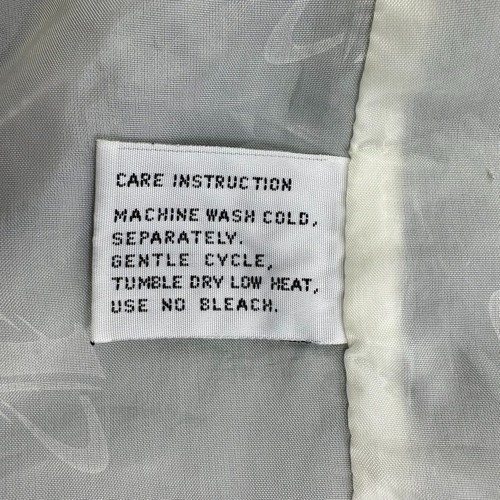 CARE INSTRUCTION
MACHINE WASH COLD,
SEPARATELY.
GENTLE CYCLE,
TUMBLE DRY LOW HEAT,
USE NO BLEACH.